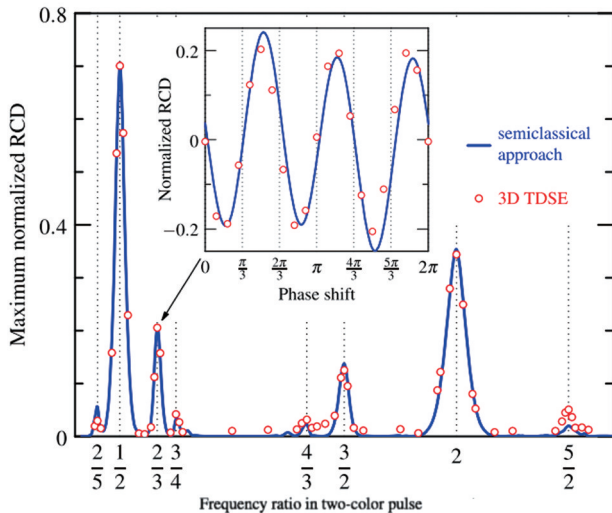 0.8
0.4
0
Maximum normalized RCD
0.2
0
−0.2
Normalized RCD
0 π/3 2π/3 π 4π/3 5π/3 2π
Phase shift
semiclassical
approach
3D TDSE
2/5 1/2 2/3 3/4 4/3 3/2 2 5/2
Frequency ratio in two-color pulse